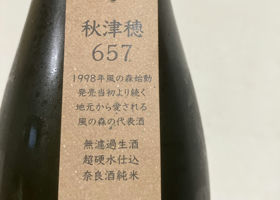 秋津穂
657
1998年風の森始動
発売当初より続く
地元から愛される
風の森の代表酒
無濾過生酒
超硬水仕込
奈良酒純米